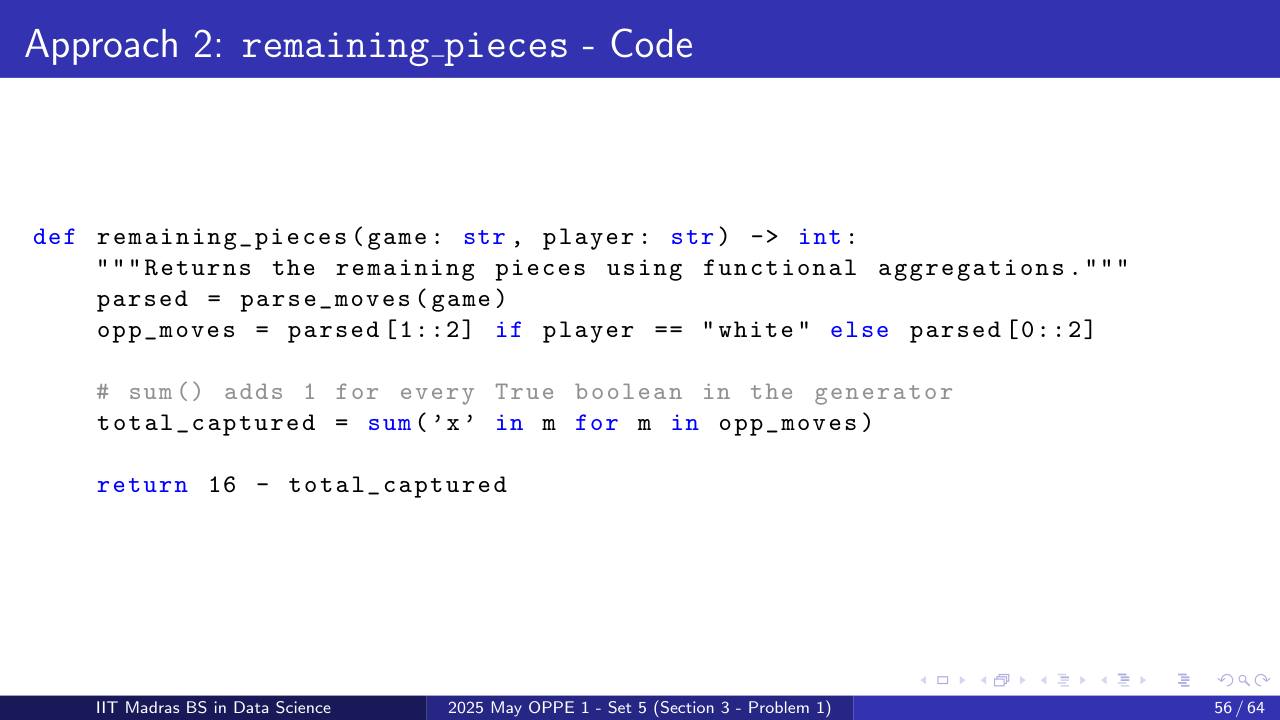 Approach 2: remaining_pieces - Code
def remaining_pieces(game: str, player: str) -> int:
    """Returns the remaining pieces using functional aggregations."""
    parsed = parse_moves(game)
    opp_moves = parsed[1::2] if player == "white" else parsed[0::2]
    # sum() adds 1 for every True boolean in the generator
    total_captured = sum('x' in m for m in opp_moves)
    return 16 - total_captured
IIT Madras BS in Data Science
2025 May OPPE 1 - Set 5 (Section 3 - Problem 1)
56 / 64